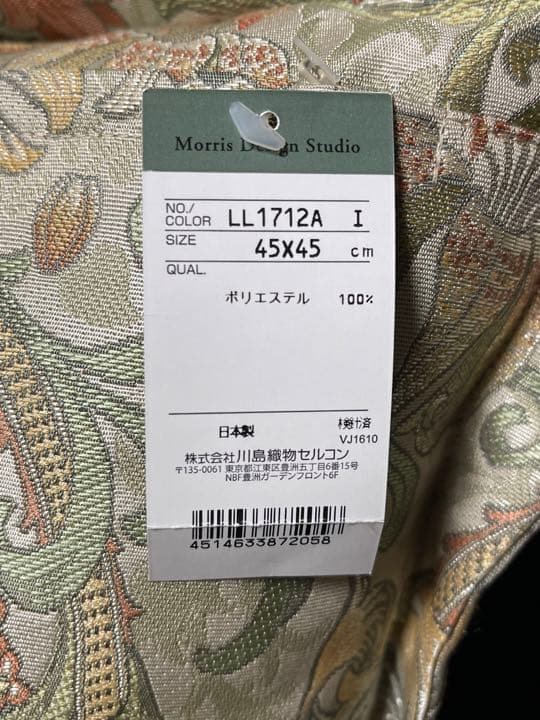 Morris Design Studio
NO./
COLOR LL1712A I
SIZE 45X45 cm
QUAL.
ポリエステル 100%
日本製 検針済
VJ1610
株式会社川島織物セルコン
〒135-0061 東京都江東区豊洲五丁目6番15号
NBF豊洲ガーデンフロント6F
4514633872058